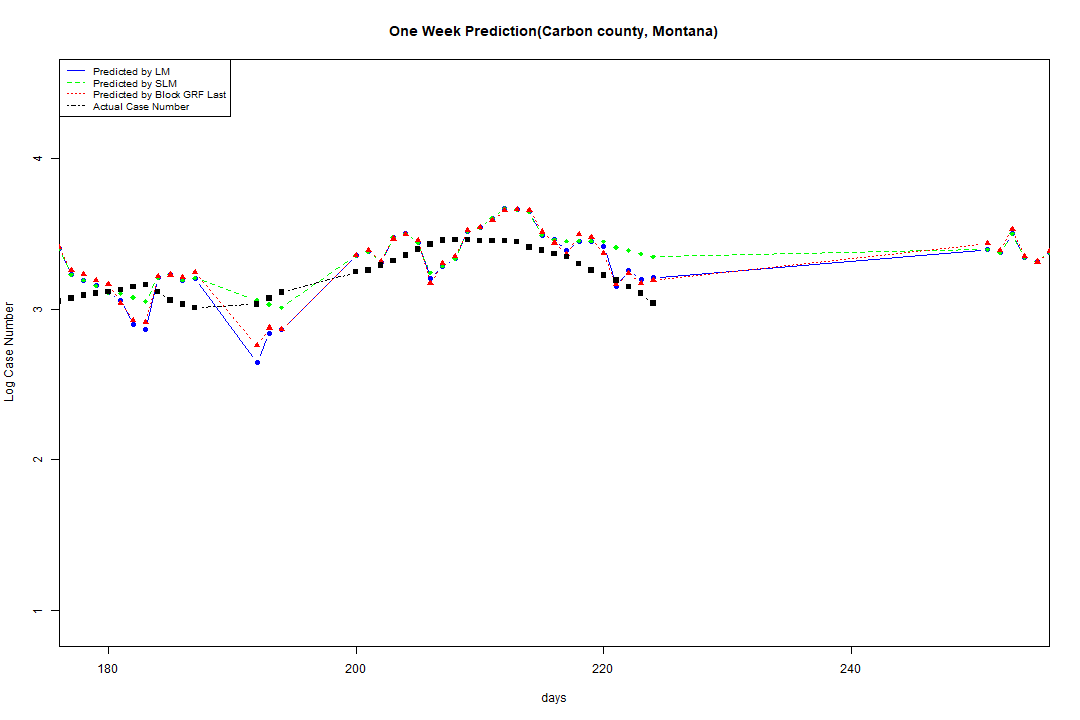 One Week Prediction(Carbon county, Montana)
Predicted by LM
Predicted by SLM
Predicted by Block GRF Last
Actual Case Number
4
3
2
1
Log Case Number
180 200 220 240
days